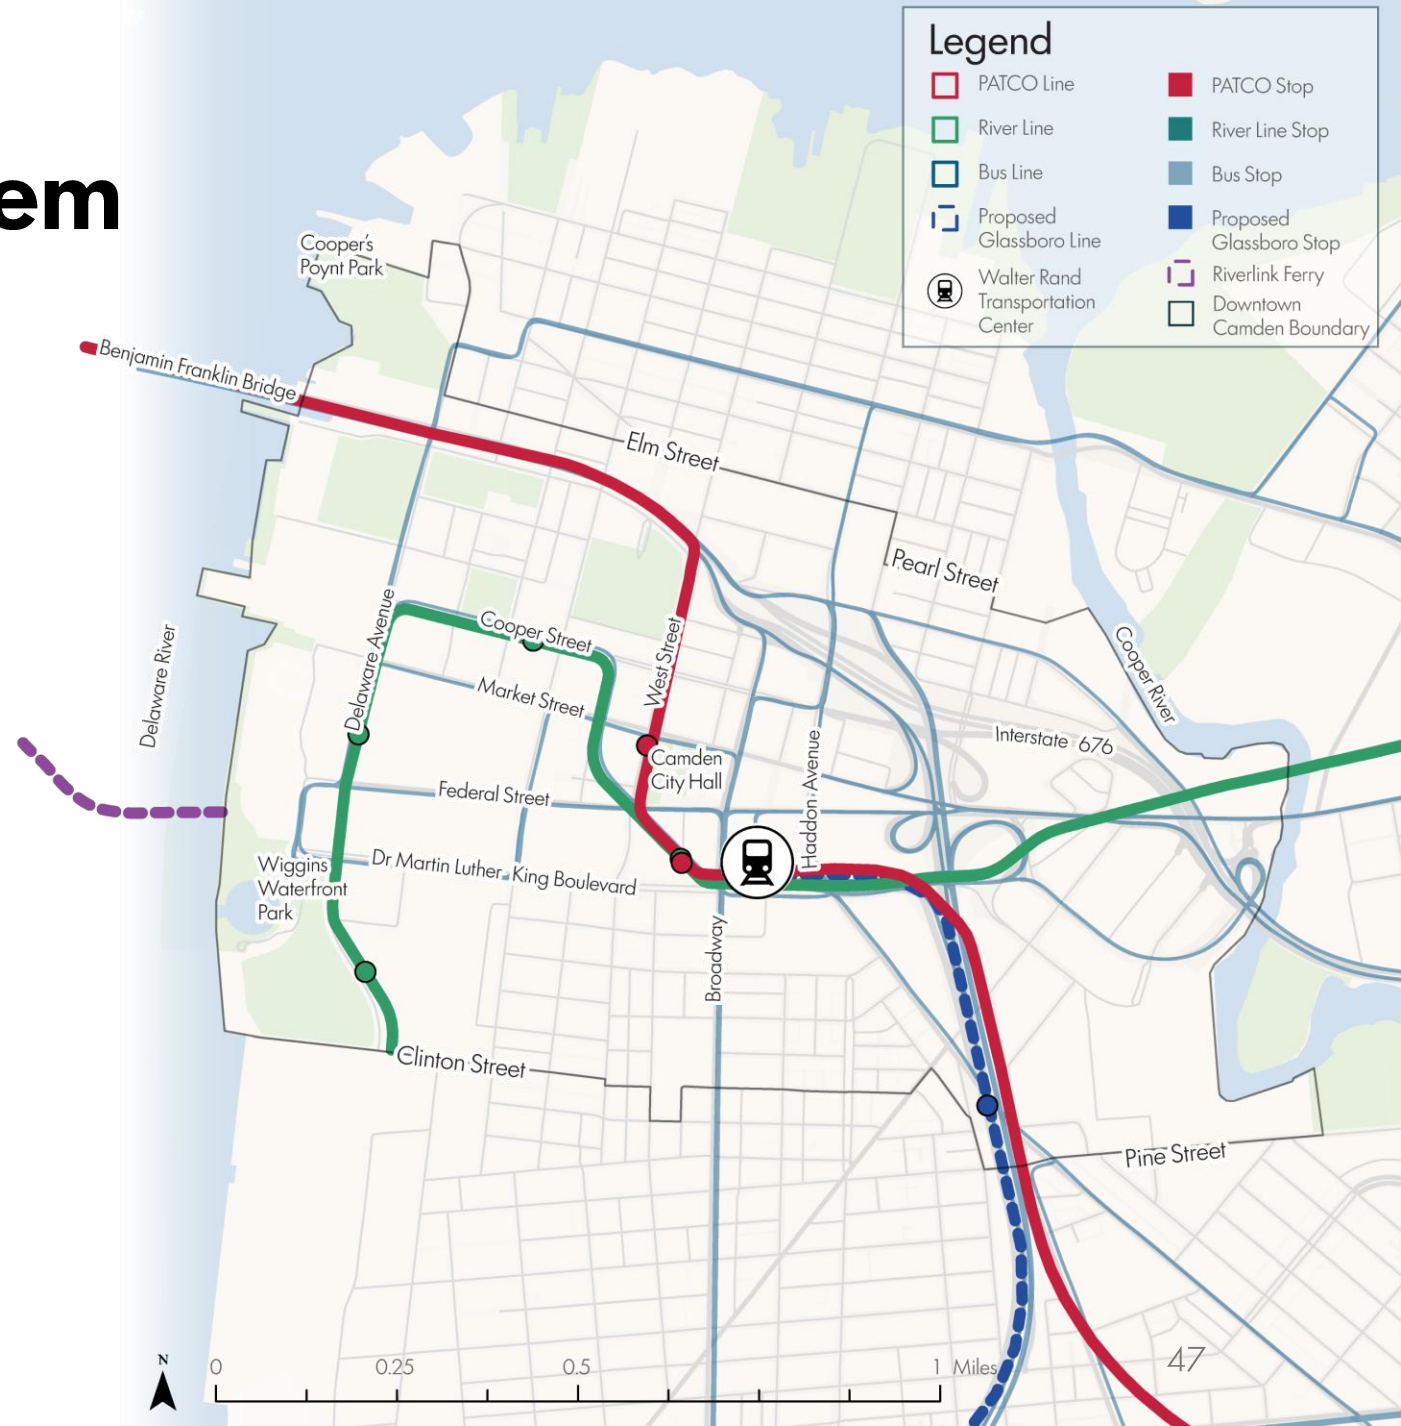 em
Legend
PATCO Line
PATCO Stop
River Line
River Line Stop
Bus Line
Bus Stop
Proposed
Glassboro Line
Proposed
Glassboro Stop
Riverlink Ferry
Walter Rand
Transportation
Center
Downtown
Camden Boundary
Cooper's
Poynt Park
Benjamin Franklin Bridge
Elm Street
Pearl Street
Cooper River
Delaware River
Delaware Avenue
Cooper Street
West Street
Market Street
Interstate 676
Camden
City Hall
Haddon Avenue
Federal Street
Wiggins
Waterfront
Park
Dr Martin Luther King Boulevard
Broadway
Clinton Street
Pine Street
N
0
0.25
0.5
1 Miles
47